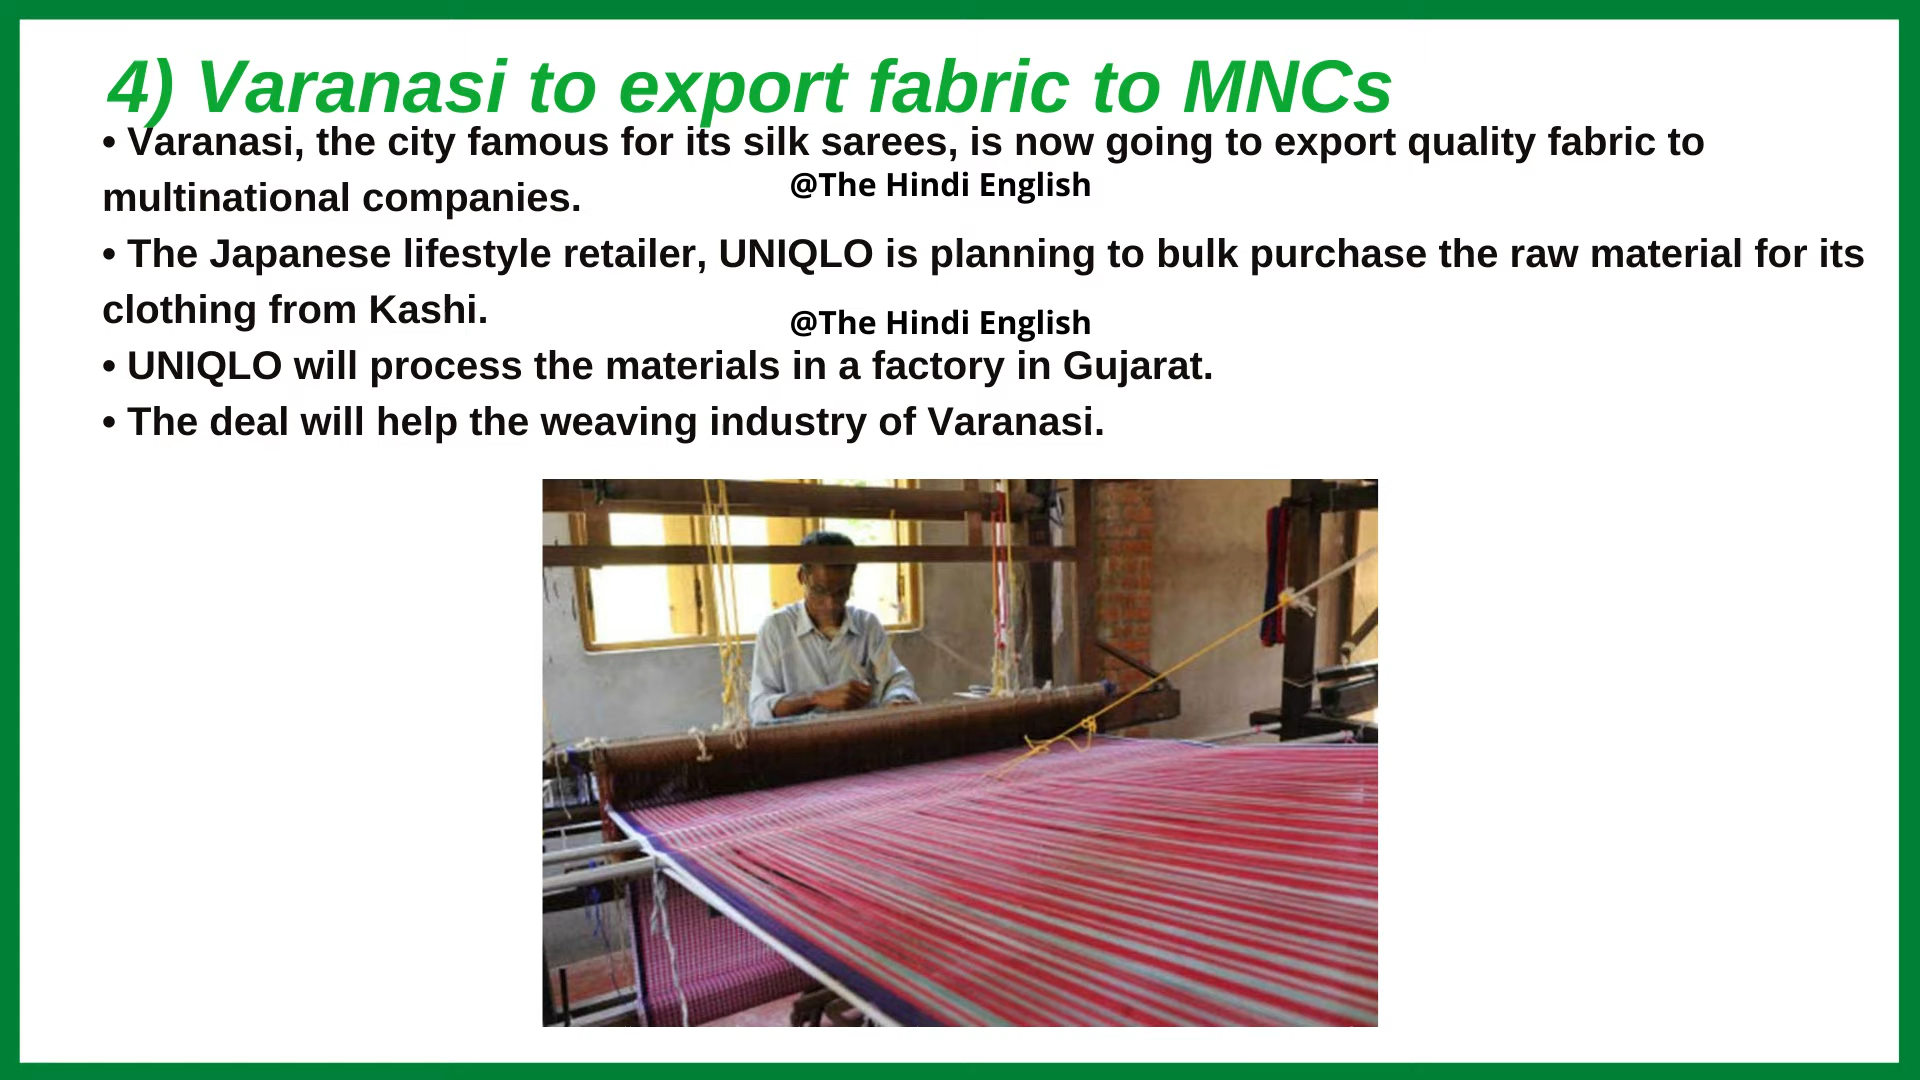 4) Varanasi to export fabric to MNCs
• Varanasi, the city famous for its silk sarees, is now going to export quality fabric to
multinational companies.
@The Hindi English
• The Japanese lifestyle retailer, UNIQLO is planning to bulk purchase the raw material for its
clothing from Kashi.
@The Hindi English
• UNIQLO will process the materials in a factory in Gujarat.
• The deal will help the weaving industry of Varanasi.